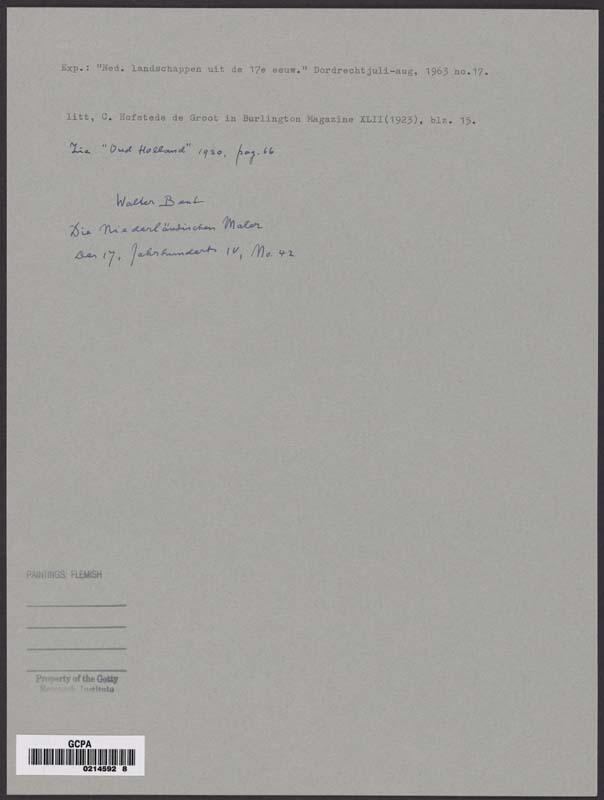 Exp.: "Ned. landschappen uit de 17e eeuw." Dordrechtjuli-aug, 1963 no.17.
litt, C. Hofstede de Groot in Burlington Magazine XLII(1923), blz. 15.
Zie "Oud Holland" 1920, pag. 66
Walter Bent
Die Niederländischen Maler
Des 17. Jahrhunderts IV, No. 42
PAINTINGS: FLEMISH
Property of the Getty
Research Institute
GCPA
0214592 8